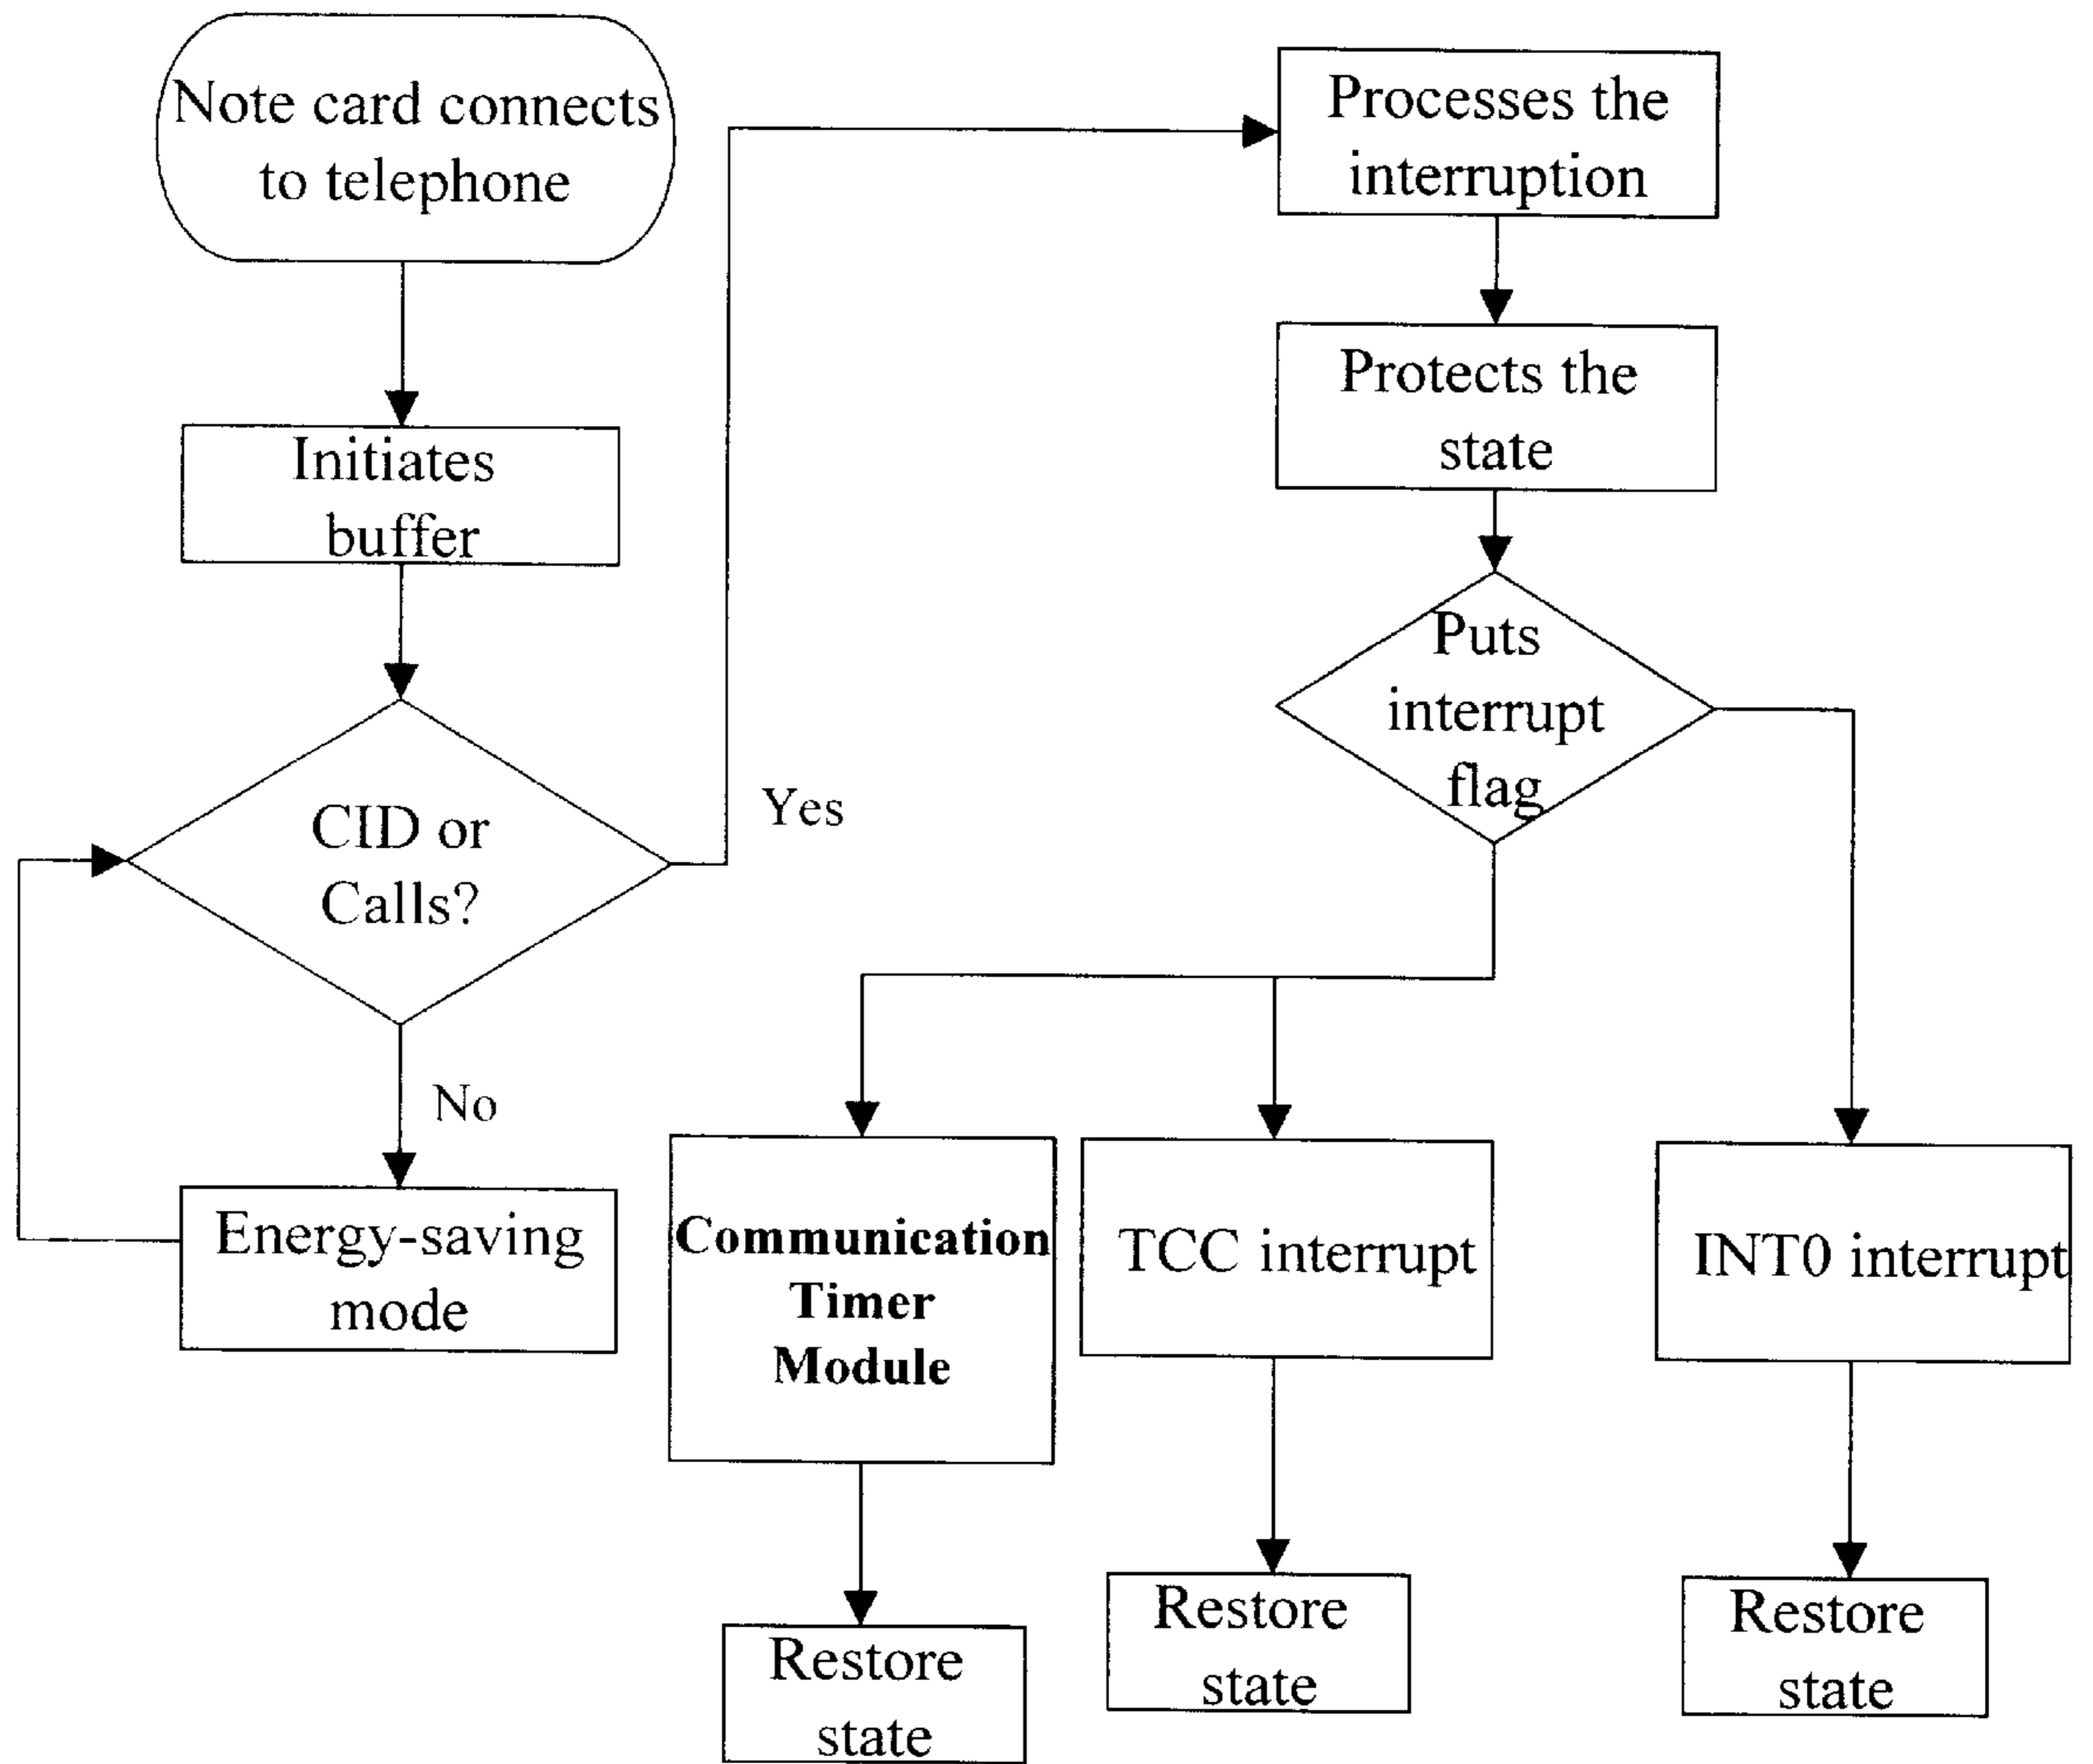 Note card connects
to telephone
Initiates
buffer
CID or
Calls?
Yes
No
Energy-saving
mode
Processes the
interruption
Protects the
state
Puts
interrupt
flag
Communication
Timer
Module
TCC interrupt
INT0 interrupt
Restore
state
Restore
state
Restore
state